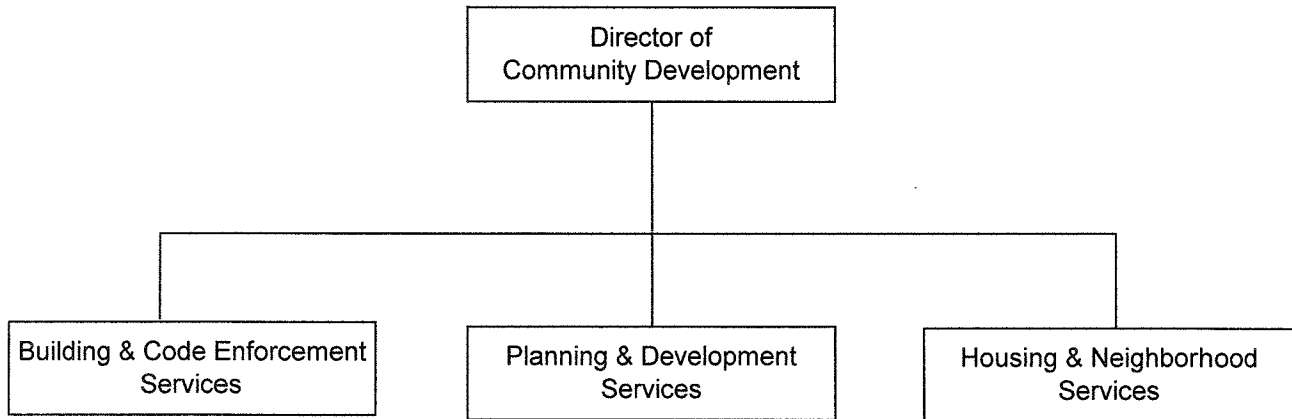 Director of
Community Development
Building & Code Enforcement
Services
Planning & Development
Services
Housing & Neighborhood
Services